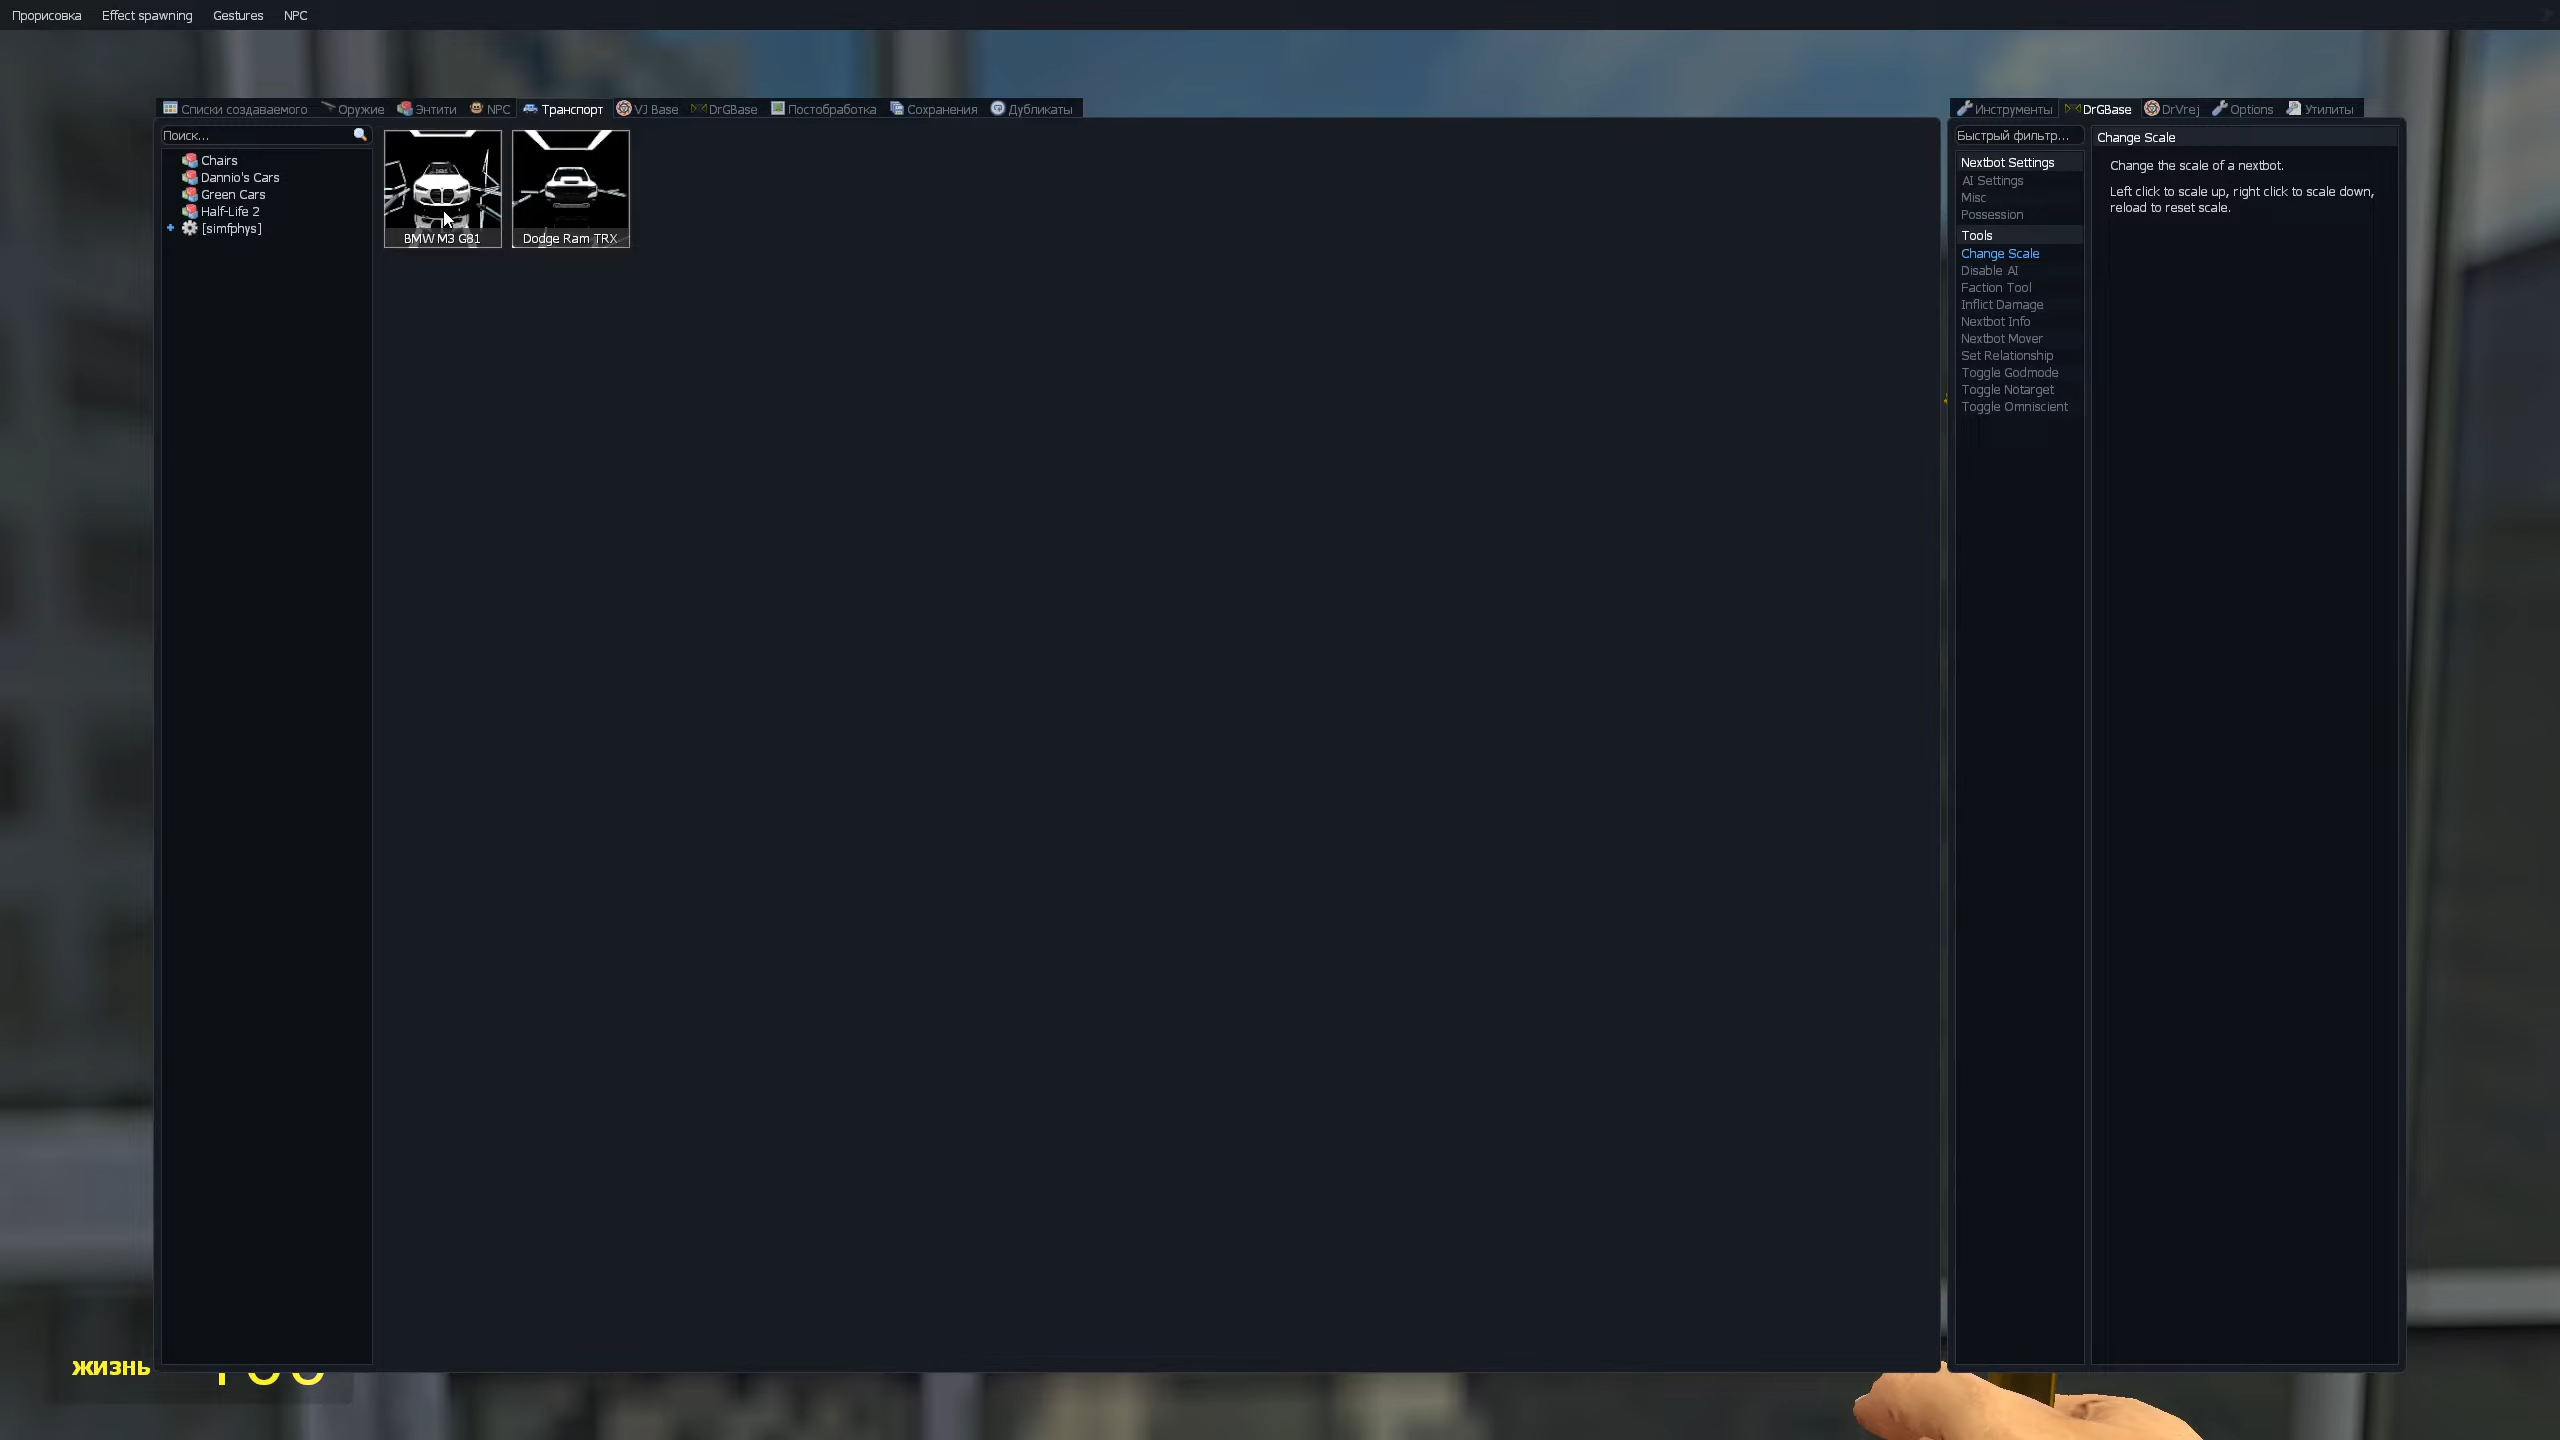 Прорисовка Effect spawning Gestures NPC
Списки создаваемого Оружие Энтити NPC Транспорт VJ Base DrGBase Постобработка Сохранения Дубликаты
Поиск...
Chairs
Dannio's Cars
Green Cars
Half-Life 2
[simfphys]
BMW M3 G81
Dodge Ram TRX
Инструменты DrGBase DrVrej Options Утилиты
Быстрый фильтр...
Nextbot Settings
AI Settings
Misc
Possession
Tools
Change Scale
Disable AI
Faction Tool
Inflict Damage
Nextbot Info
Nextbot Mover
Set Relationship
Toggle Godmode
Toggle Notarget
Toggle Omniscient
Change Scale
Change the scale of a nextbot.
Left click to scale up, right click to scale down,
reload to reset scale.
ЖИЗНЬ